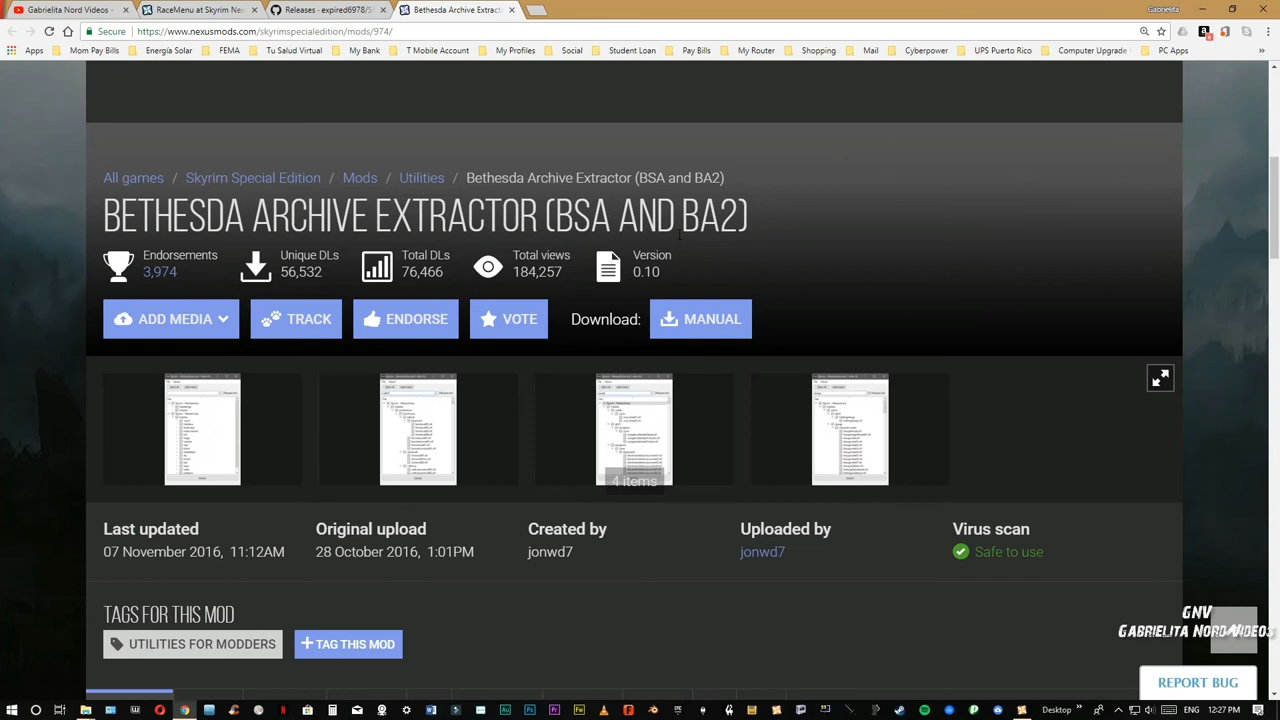 Gabrielita Nord Videos -
RaceMenu at Skyrim Nex
Releases · expired6978/S
Bethesda Archive Extract
Gabrielita
Secure
https://www.nexusmods.com/skyrimspecialedition/mods/974/
Apps
Mom Pay Bills
Energía Solar
FEMA
Tu Salud Virtual
My Bank
T Mobile Account
My Profiles
Social
Student Loan
Pay Bill
My Router
Shopping
Mail
Cyberpower
UPS Puerto Rico
Computer Upgrade
PC Apps
All games / Skyrim Special Edition / Mods / Utilities / Bethesda Archive Extractor (BSA and BA2)
BETHESDA ARCHIVE EXTRACTOR (BSA AND BA2)
Endorsements Unique DLs Total DLs Total views Version
3,974 56,532 76,466 184,257 0.10
ADD MEDIA TRACK ENDORSE VOTE Download: MANUAL
4 items
Last updated Original upload Created by Uploaded by Virus scan
07 November 2016, 11:12AM 28 October 2016, 1:01PM jonwd7 jonwd7 Safe to use
TAGS FOR THIS MOD
UTILITIES FOR MODDERS TAG THIS MOD
GNV
GABRIELITA NORD VIDEOS
REPORT BUG
Desktop
ENG
12:27 PM